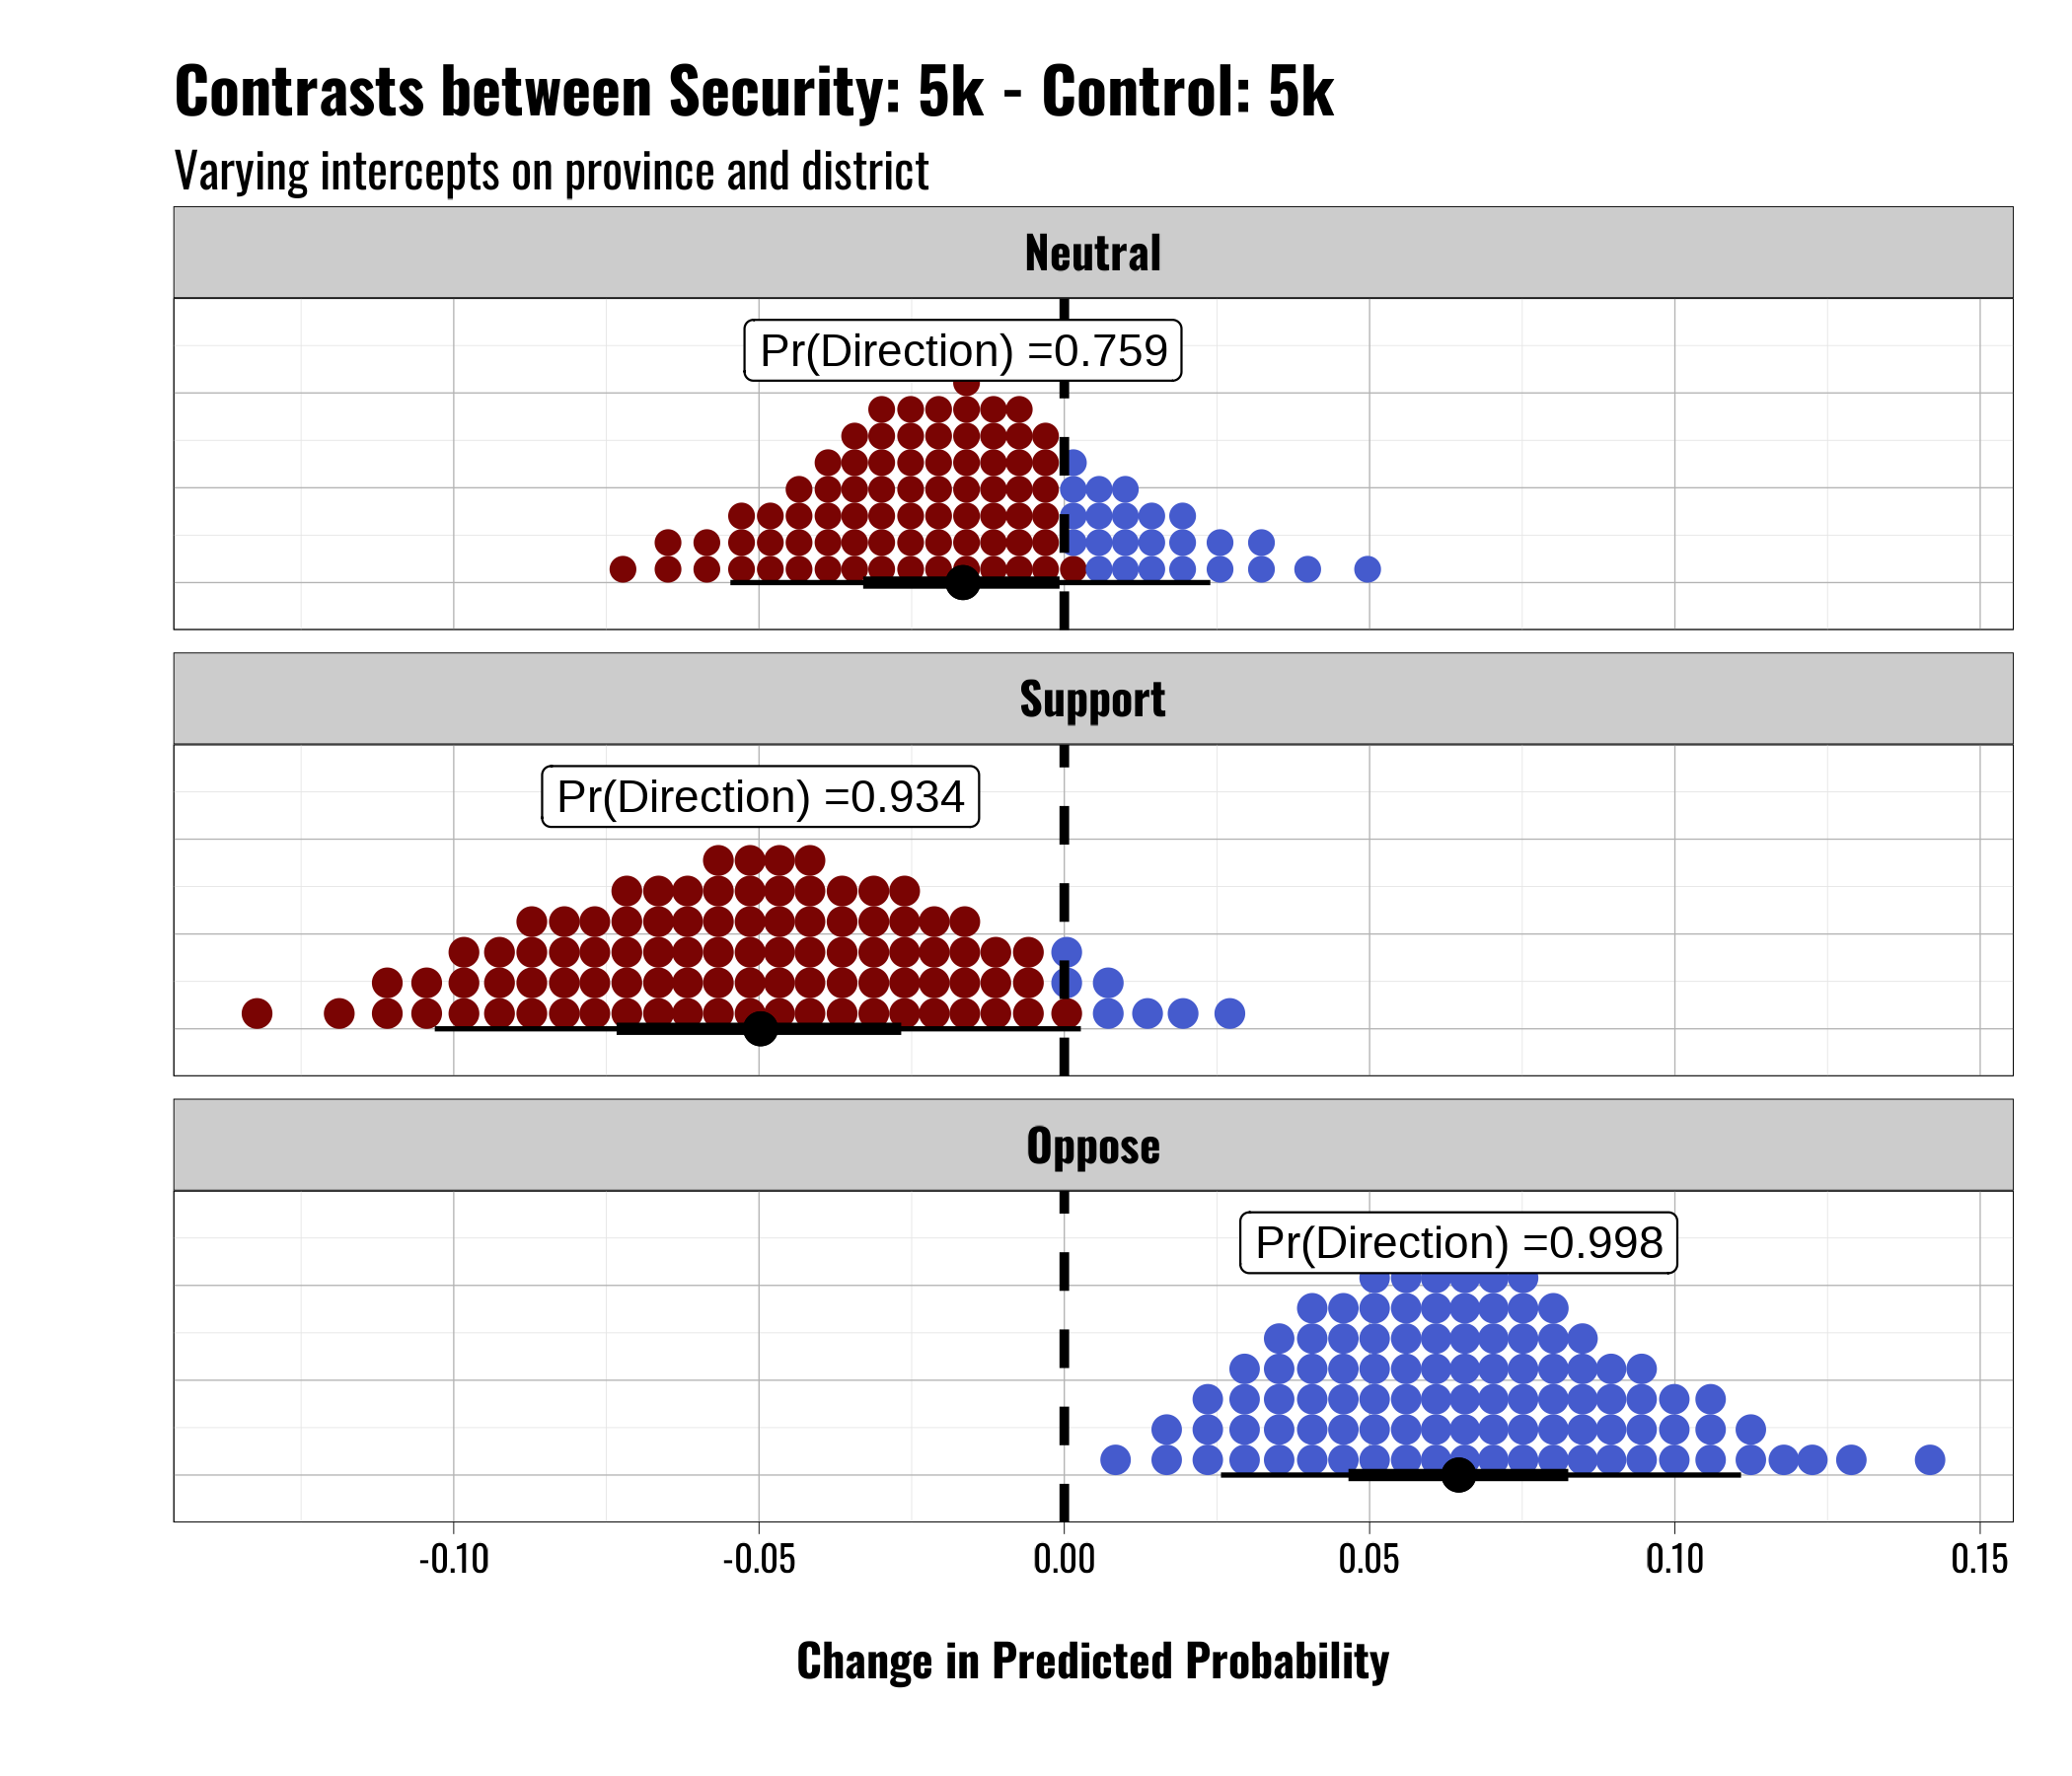 Contrasts between Security: 5k - Control: 5k
Varying intercepts on province and district
Neutral
Pr(Direction) =0.759
Support
Pr(Direction) =0.934
Oppose
Pr(Direction) =0.998
-0.10 -0.05 0.00 0.05 0.10 0.15
Change in Predicted Probability